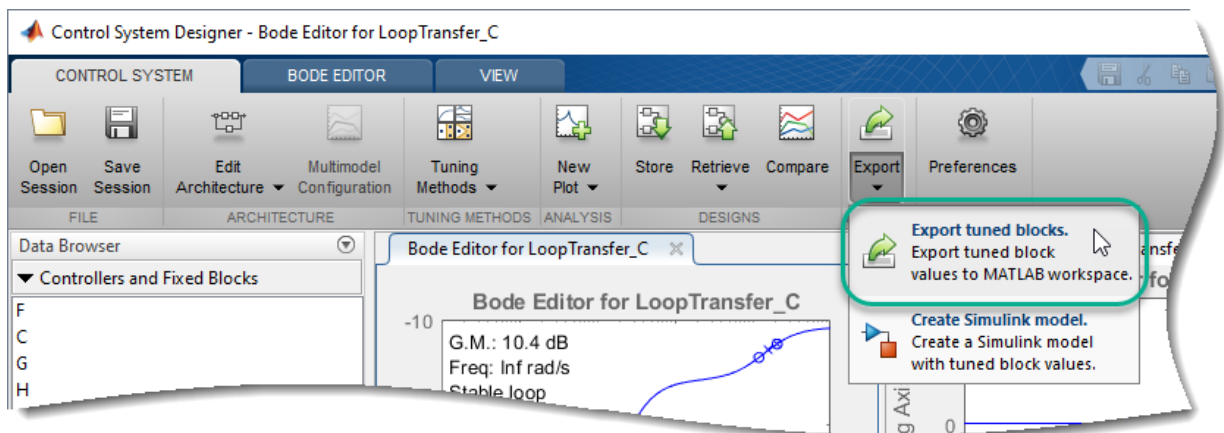 Control System Designer - Bode Editor for LoopTransfer_C
CONTROL SYSTEM BODE EDITOR VIEW
Open Session
Save Session
Edit Architecture
Multimodel Configuration
Tuning Methods
New Plot
Store
Retrieve
Compare
Export
Preferences
FILE ARCHITECTURE TUNING METHODS ANALYSIS DESIGNS
Data Browser
Controllers and Fixed Blocks
F
C
G
H
Bode Editor for LoopTransfer_C
Bode Editor for LoopTransfer_C
-10
G.M.: 10.4 dB
Freq: Inf rad/s
Stable loop
Export tuned blocks.
Export tuned block
values to MATLAB workspace.
Create Simulink model.
Create a Simulink model
with tuned block values.
0